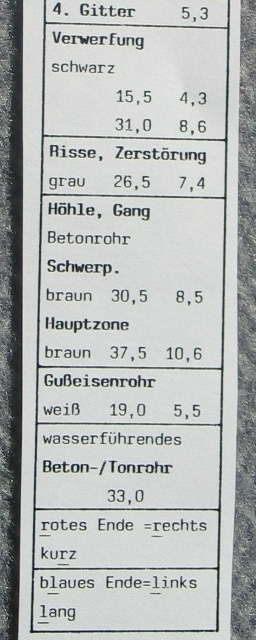 4. Gitter 5,3
Verwerfung
schwarz
15,5 4,3
31,0 8,6
Risse, Zerstörung
grau 26,5 7,4
Höhle, Gang
Betonrohr
Schwerp.
braun 30,5 8,5
Hauptzone
braun 37,5 10,6
Gußeisenrohr
weiß 19,0 5,5
wasserführendes
Beton-/Tonrohr
33,0
rotes Ende =rechts
kurz
blaues Ende=links
lang